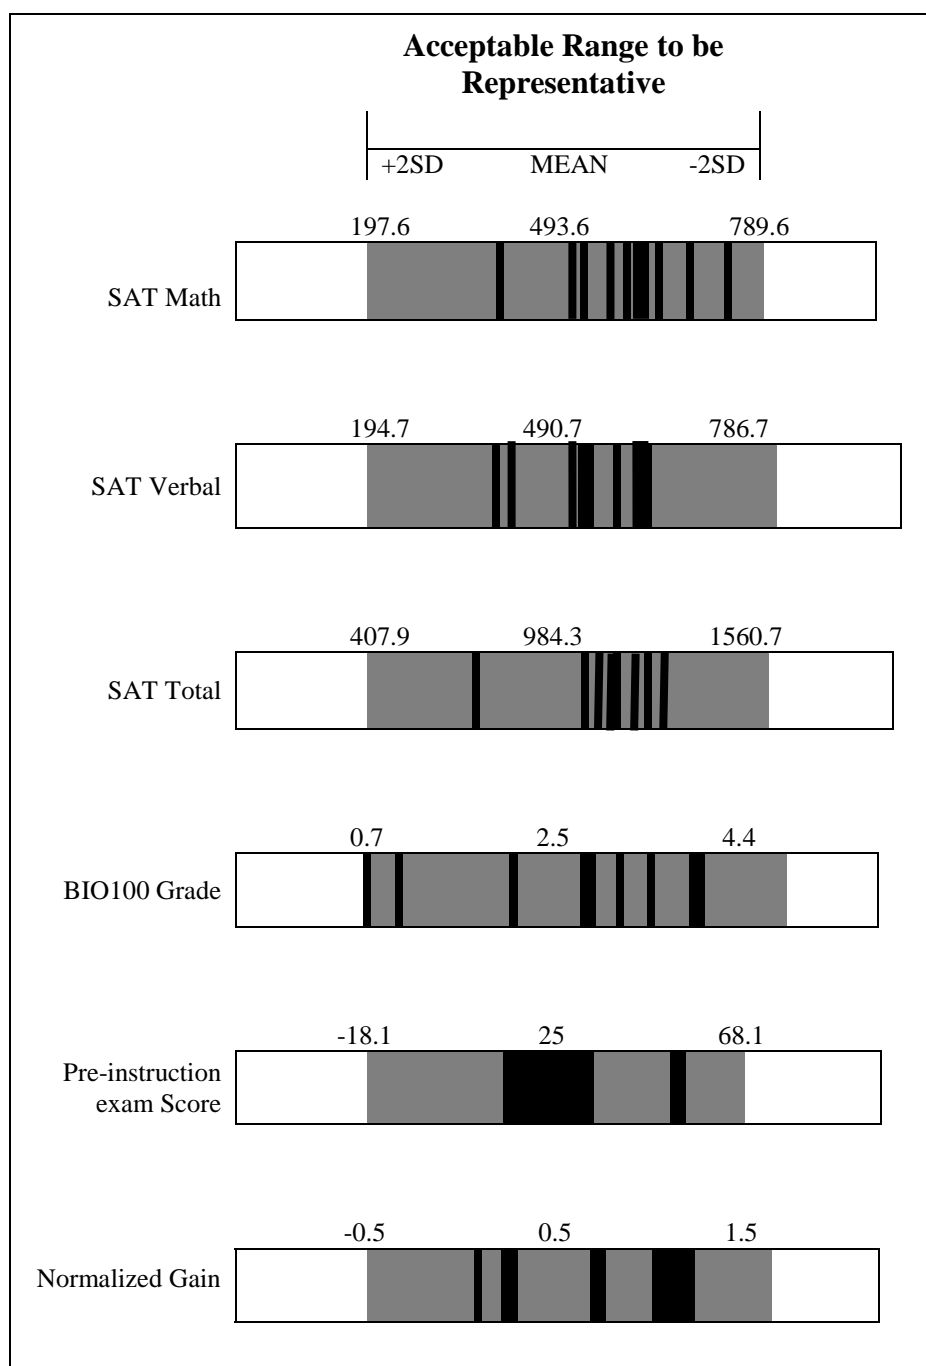 Acceptable Range to be
Representative
+2SD MEAN -2SD
197.6 493.6 789.6
SAT Math
194.7 490.7 786.7
SAT Verbal
407.9 984.3 1560.7
SAT Total
0.7 2.5 4.4
BIO100 Grade
-18.1 25 68.1
Pre-instruction
exam Score
-0.5 0.5 1.5
Normalized Gain